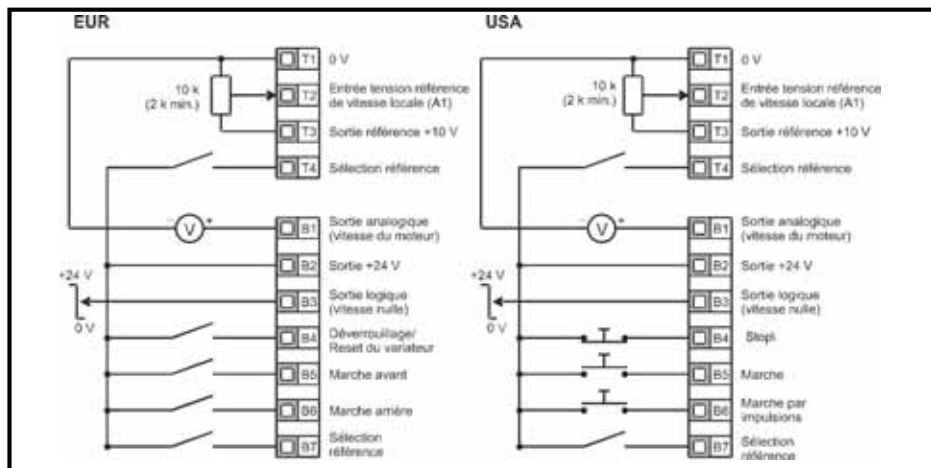 EUR
T1 0 V
10 k
(2 k min.)
T2 Entrée tension référence
de vitesse locale (A1)
T3 Sortie référence +10 V
T4 Sélection référence
− V +
B1 Sortie analogique
(vitesse du moteur)
B2 Sortie +24 V
+24 V
0 V
B3 Sortie logique
(vitesse nulle)
B4 Déverrouillage/
Reset du variateur
B5 Marche avant
B6 Marche arrière
B7 Sélection
référence
USA
T1 0 V
10 k
(2 k min.)
T2 Entrée tension référence
de vitesse locale (A1)
T3 Sortie référence +10 V
T4 Sélection référence
− V +
B1 Sortie analogique
(vitesse du moteur)
B2 Sortie +24 V
+24 V
0 V
B3 Sortie logique
(vitesse nulle)
B4
B5 Marche
B6 Marche par
impulsions
B7 Sélection
référence